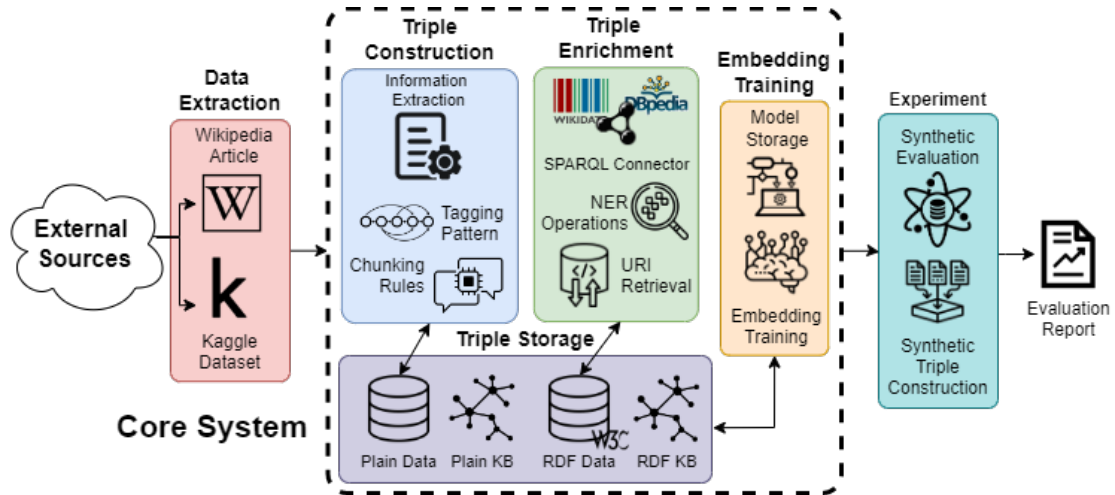 Triple
Construction
Triple
Enrichment
Embedding
Training
Data
Extraction
Experiment
External
Sources
Wikipedia
Article
W
k
Kaggle
Dataset
Information
Extraction
Tagging
Pattern
Chunking
Rules
WIKIDATA
DBpedia
SPARQL Connector
NER
Operations
</>
URI
Retrieval
Model
Storage
Embedding
Training
Synthetic
Evaluation
Synthetic
Triple
Construction
Evaluation
Report
Triple Storage
W3C
Plain Data
Plain KB
RDF Data
RDF KB
Core System